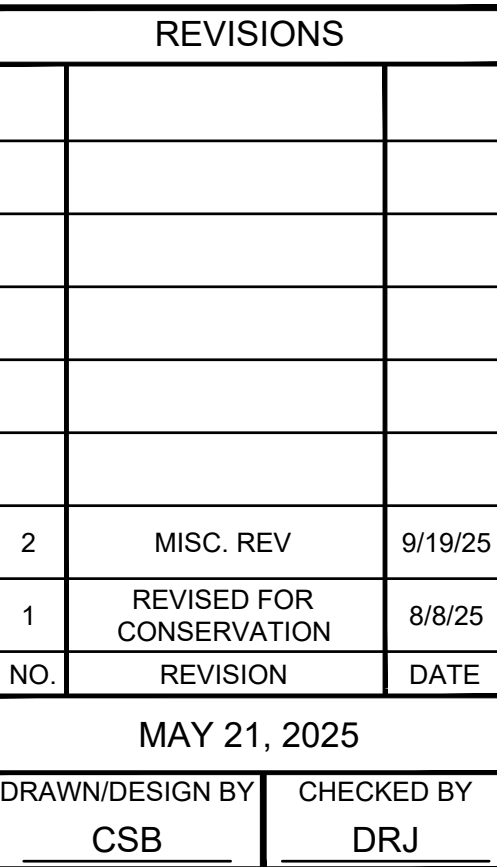 REVISIONS
2 MISC. REV 9/19/25
1 REVISED FOR CONSERVATION 8/8/25
NO. REVISION DATE
MAY 21, 2025
DRAWN/DESIGN BY CHECKED BY
CSB DRJ